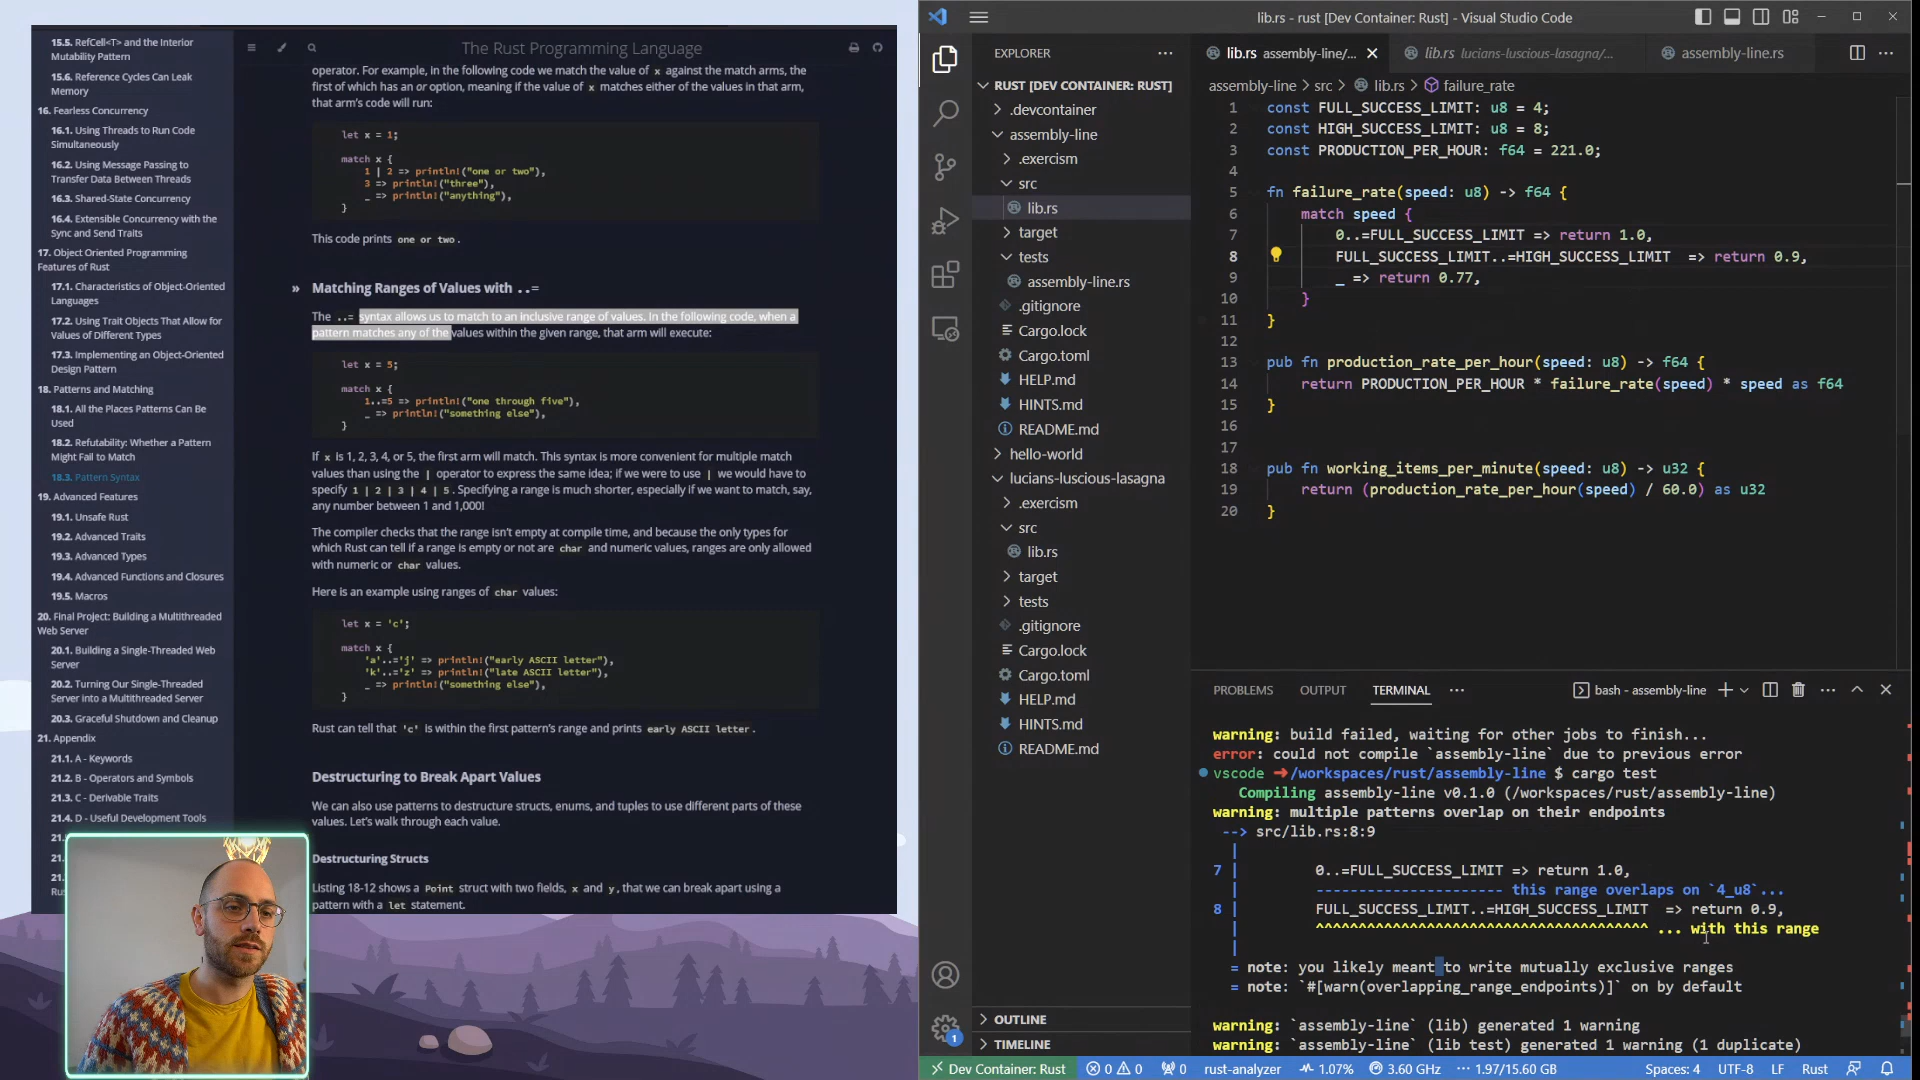 15.5. RefCell<T> and the Interior
Mutability Pattern
15.6. Reference Cycles Can Leak
Memory
16. Fearless Concurrency
16.1. Using Threads to Run Code
Simultaneously
16.2. Using Message Passing to
Transfer Data Between Threads
16.3. Shared-State Concurrency
16.4. Extensible Concurrency with the
Sync and Send Traits
17. Object Oriented Programming
Features of Rust
17.1. Characteristics of Object-Oriented
Languages
17.2. Using Trait Objects That Allow for
Values of Different Types
17.3. Implementing an Object-Oriented
Design Pattern
18. Patterns and Matching
18.1. All the Places Patterns Can Be
Used
18.2. Refutability: Whether a Pattern
Might Fail to Match
18.3. Pattern Syntax
19. Advanced Features
19.1. Unsafe Rust
19.2. Advanced Traits
19.3. Advanced Types
19.4. Advanced Functions and Closures
19.5. Macros
20. Final Project: Building a Multithreaded
Web Server
20.1. Building a Single-Threaded Web
Server
20.2. Turning Our Single-Threaded
Server into a Multithreaded Server
20.3. Graceful Shutdown and Cleanup
21. Appendix
21.1. A - Keywords
21.2. B - Operators and Symbols
21.3. C - Derivable Traits
21.4. D - Useful Development Tools
The Rust Programming Language
operator. For example, in the following code we match the value of x against the match arms, the
first of which has an or option, meaning if the value of x matches either of the values in that arm,
that arm's code will run:
let x = 1;
match x {
1 | 2 => println!("one or two"),
3 => println!("three"),
_ => println!("anything"),
}
This code prints one or two.
» Matching Ranges of Values with ..=
The ..= syntax allows us to match to an inclusive range of values. In the following code, when a
pattern matches any of the values within the given range, that arm will execute:
let x = 5;
match x {
1..=5 => println!("one through five"),
_ => println!("something else"),
}
If x is 1, 2, 3, 4, or 5, the first arm will match. This syntax is more convenient for multiple match
values than using the | operator to express the same idea; if we were to use | we would have to
specify 1 | 2 | 3 | 4 | 5. Specifying a range is much shorter, especially if we want to match, say,
any number between 1 and 1,000!
The compiler checks that the range isn't empty at compile time, and because the only types for
which Rust can tell if a range is empty or not are char and numeric values, ranges are only allowed
with numeric or char values.
Here is an example using ranges of char values:
let x = 'c';
match x {
'a'..='j' => println!("early ASCII letter"),
'k'..='z' => println!("late ASCII letter"),
_ => println!("something else"),
}
Rust can tell that 'c' is within the first pattern's range and prints early ASCII letter.
Destructuring to Break Apart Values
We can also use patterns to destructure structs, enums, and tuples to use different parts of these
values. Let's walk through each value.
Destructuring Structs
Listing 18-12 shows a Point struct with two fields, x and y, that we can break apart using a
pattern with a let statement.
lib.rs - rust [Dev Container: Rust] - Visual Studio Code
EXPLORER
RUST [DEV CONTAINER: RUST]
.devcontainer
assembly-line
.exercism
src
lib.rs
target
tests
assembly-line.rs
.gitignore
Cargo.lock
Cargo.toml
HELP.md
HINTS.md
README.md
hello-world
lucians-luscious-lasagna
.exercism
src
lib.rs
target
tests
.gitignore
Cargo.lock
Cargo.toml
HELP.md
HINTS.md
README.md
OUTLINE
TIMELINE
lib.rs assembly-line/...
lib.rs lucians-luscious-lasagna/...
assembly-line.rs
assembly-line > src > lib.rs > failure_rate
1 const FULL_SUCCESS_LIMIT: u8 = 4;
2 const HIGH_SUCCESS_LIMIT: u8 = 8;
3 const PRODUCTION_PER_HOUR: f64 = 221.0;
4
5 fn failure_rate(speed: u8) -> f64 {
6 match speed {
7 0..=FULL_SUCCESS_LIMIT => return 1.0,
8 FULL_SUCCESS_LIMIT..=HIGH_SUCCESS_LIMIT => return 0.9,
9 _ => return 0.77,
10 }
11 }
12
13 pub fn production_rate_per_hour(speed: u8) -> f64 {
14 return PRODUCTION_PER_HOUR * failure_rate(speed) * speed as f64
15 }
16
17
18 pub fn working_items_per_minute(speed: u8) -> u32 {
19 return (production_rate_per_hour(speed) / 60.0) as u32
20 }
PROBLEMS OUTPUT TERMINAL
bash - assembly-line
warning: build failed, waiting for other jobs to finish...
error: could not compile `assembly-line` due to previous error
vscode ➜ /workspaces/rust/assembly-line $ cargo test
Compiling assembly-line v0.1.0 (/workspaces/rust/assembly-line)
warning: multiple patterns overlap on their endpoints
--> src/lib.rs:8:9
|
7 | 0..=FULL_SUCCESS_LIMIT => return 1.0,
| ---------------------- this range overlaps on `4_u8`...
8 | FULL_SUCCESS_LIMIT..=HIGH_SUCCESS_LIMIT => return 0.9,
| ^^^^^^^^^^^^^^^^^^^^^^^^^^^^^^^^^^^^^^^ ... with this range
|
= note: you likely meant to write mutually exclusive ranges
= note: `#[warn(overlapping_range_endpoints)]` on by default
warning: `assembly-line` (lib) generated 1 warning
warning: `assembly-line` (lib test) generated 1 warning (1 duplicate)
1
Dev Container: Rust 0 0 0 rust-analyzer 1.07% 3.60 GHz 1.97/15.60 GB Spaces: 4 UTF-8 LF Rust